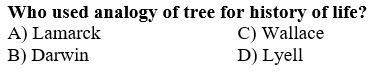 Who used analogy of tree for history of life?
A) Lamarck C) Wallace
B) Darwin D) Lyell